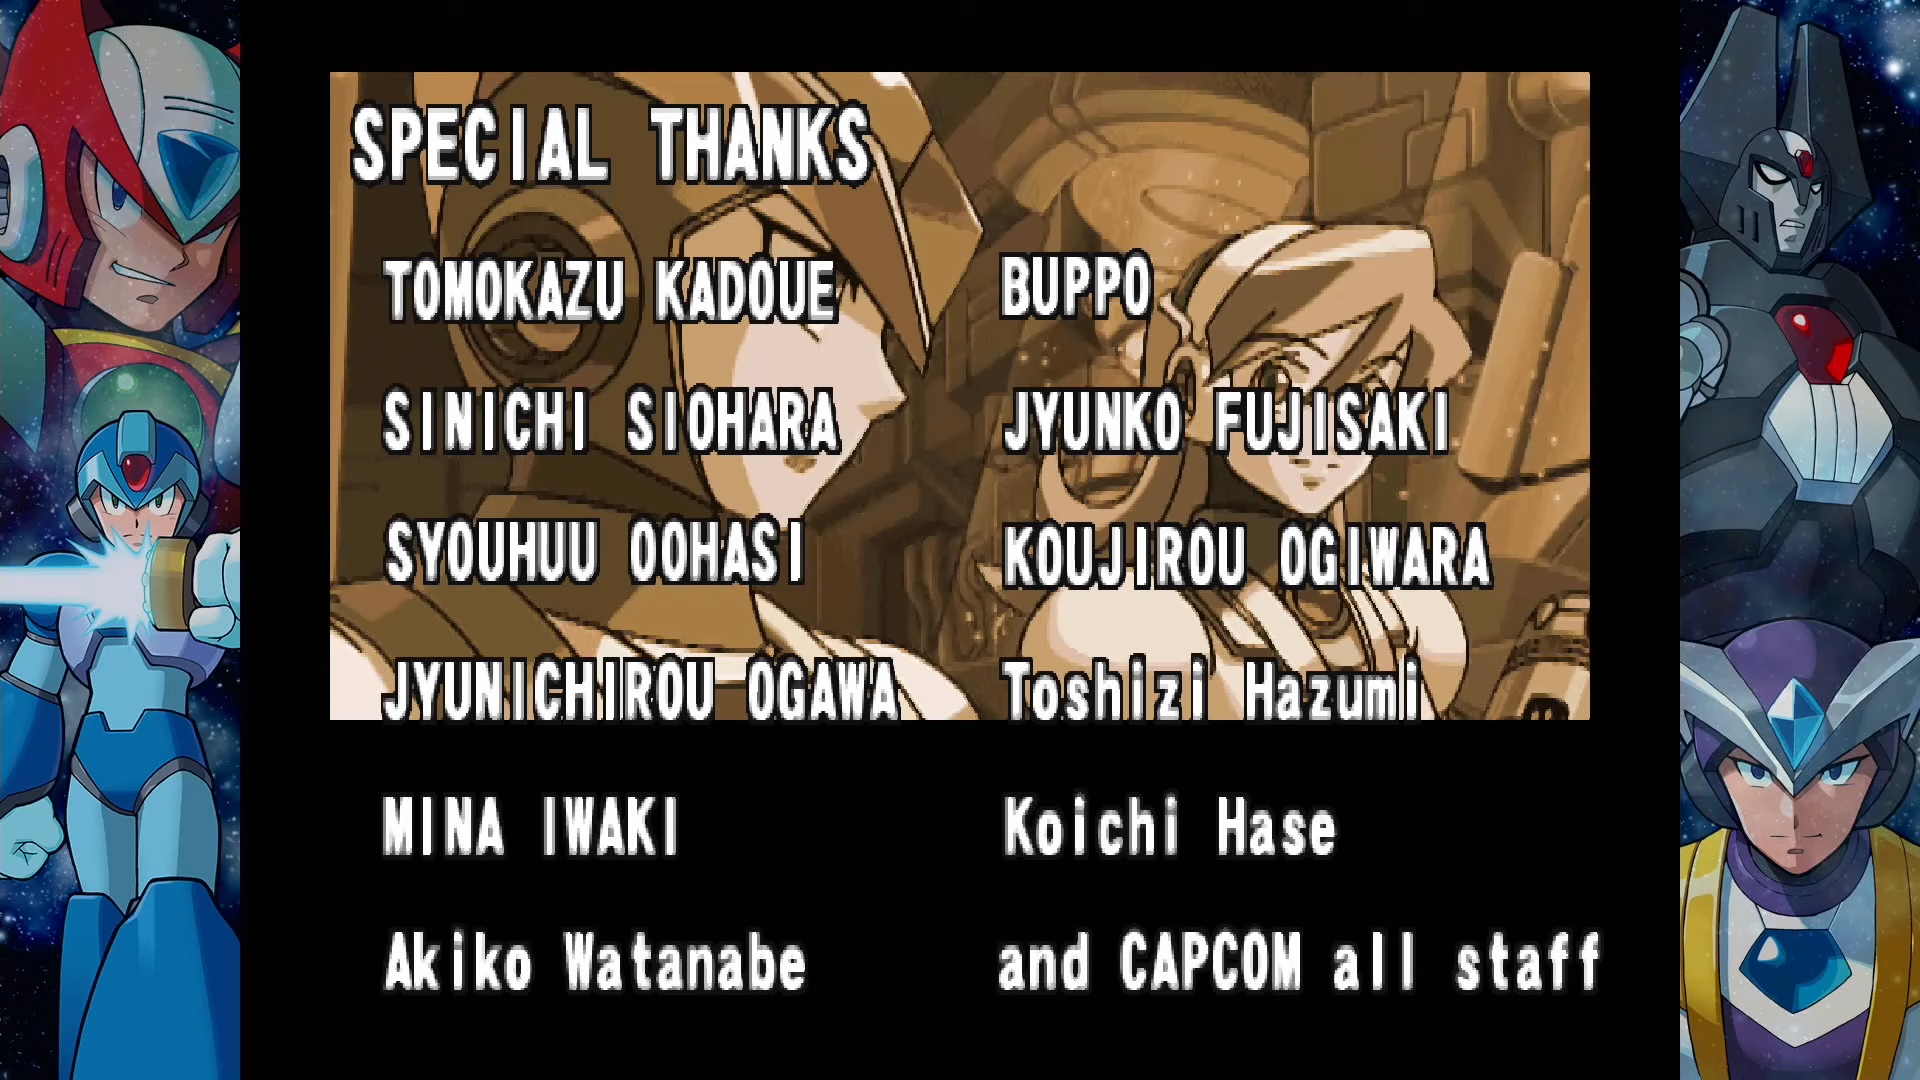 SPECIAL THANKS
TOMOKAZU KADOUE
BUPPO
SINICHI SIOHARA
JYUNKO FUJISAKI
SYOUHUU OOHASI
KOUJIROU OGIWARA
JYUNICHIROU OGAWA
Toshizi Hazumi
MINA IWAKI
Koichi Hase
Akiko Watanabe
and CAPCOM all staff